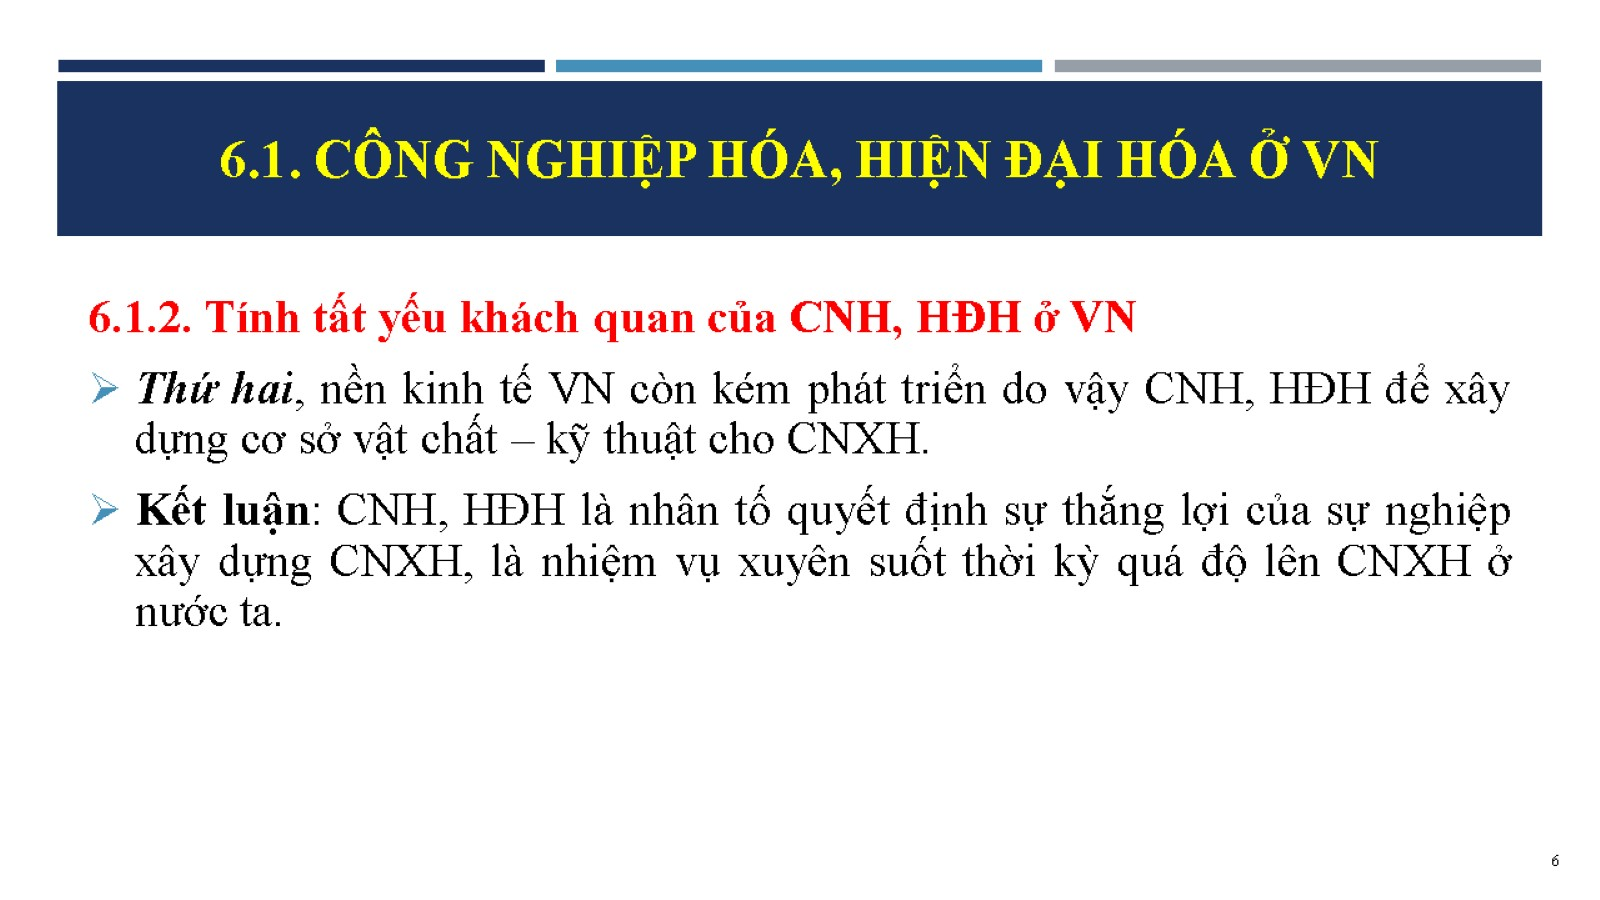 6.1. CÔNG NGHIỆP HÓA, HIỆN ĐẠI HÓA Ở VN
6.1.2. Tính tất yếu khách quan của CNH, HĐH ở VN
Thứ hai, nền kinh tế VN còn kém phát triển do vậy CNH, HĐH để xây
dựng cơ sở vật chất – kỹ thuật cho CNXH.
Kết luận: CNH, HĐH là nhân tố quyết định sự thắng lợi của sự nghiệp
xây dựng CNXH, là nhiệm vụ xuyên suốt thời kỳ quá độ lên CNXH ở
nước ta.
6